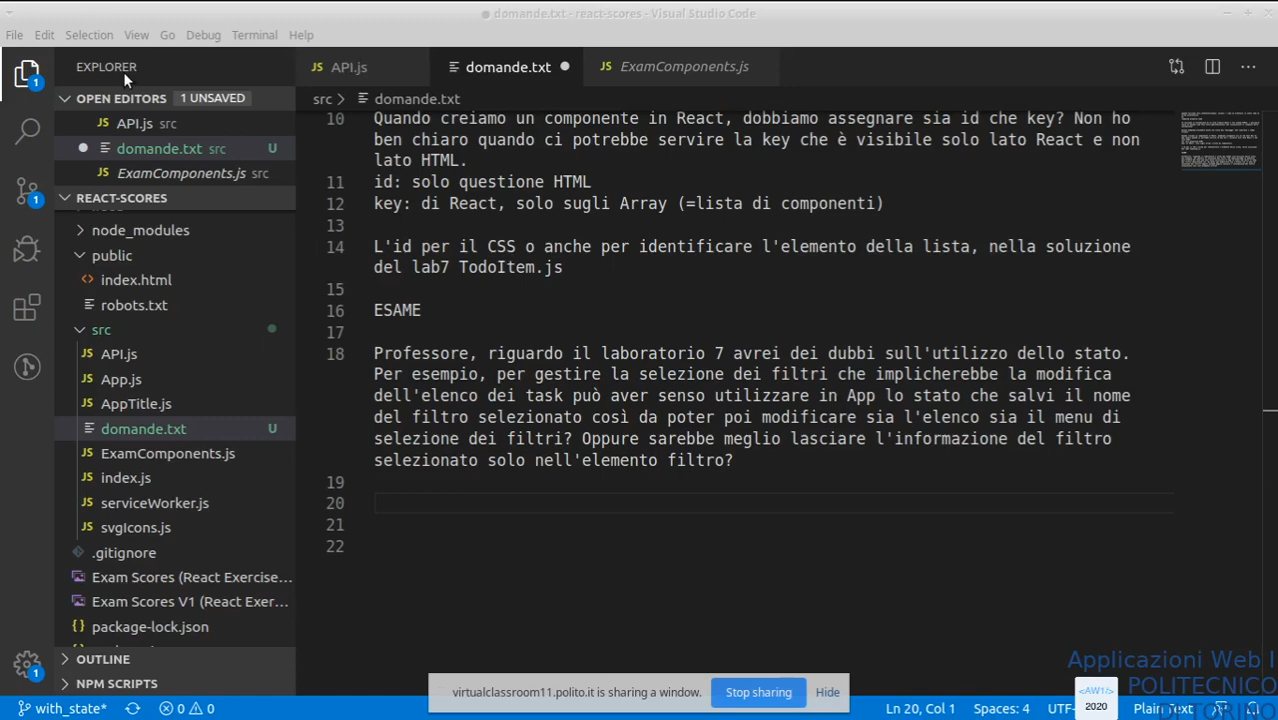 domande.txt - react-scores - Visual Studio Code
File Edit Selection View Go Debug Terminal Help
EXPLORER
API.js
domande.txt
ExamComponents.js
OPEN EDITORS 1 UNSAVED
API.js src
domande.txt src U
ExamComponents.js src
REACT-SCORES
node_modules
public
index.html
robots.txt
src
API.js
App.js
AppTitle.js
domande.txt U
ExamComponents.js
index.js
serviceWorker.js
svgIcons.js
.gitignore
Exam Scores (React Exercise...
Exam Scores V1 (React Exer...
package-lock.json
OUTLINE
NPM SCRIPTS
src > domande.txt
10 Quando creiamo un componente in React, dobbiamo assegnare sia id che key? Non ho
ben chiaro quando ci potrebbe servire la key che è visibile solo lato React e non
lato HTML.
11 id: solo questione HTML
12 key: di React, solo sugli Array (=lista di componenti)
13
14 L'id per il CSS o anche per identificare l'elemento della lista, nella soluzione
del lab7 TodoItem.js
15
16 ESAME
17
18 Professore, riguardo il laboratorio 7 avrei dei dubbi sull'utilizzo dello stato.
Per esempio, per gestire la selezione dei filtri che implicherebbe la modifica
dell'elenco dei task può aver senso utilizzare in App lo stato che salvi il nome
del filtro selezionato così da poter poi modificare sia l'elenco sia il menu di
selezione dei filtri? Oppure sarebbe meglio lasciare l'informazione del filtro
selezionato solo nell'elemento filtro?
19
20
21
22
virtualclassroom11.polito.it is sharing a window. Stop sharing Hide
Applicazioni Web I
POLITECNICO
DI TORINO
<AW1/>
2020
1
1
1
with_state* 0 0
Ln 20, Col 1 Spaces: 4 UTF- Plain Text